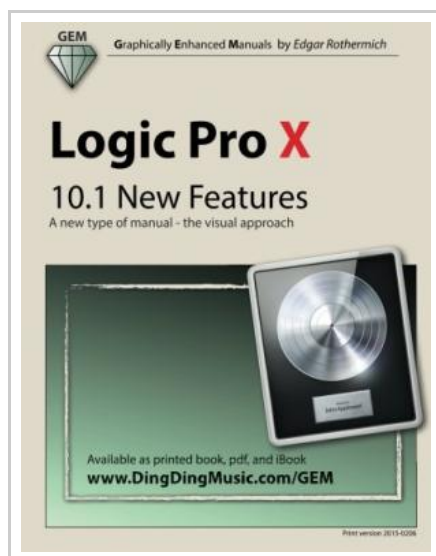 GEM
Graphically Enhanced Manuals by Edgar Rothermich
Logic Pro X
10.1 New Features
A new type of manual - the visual approach
Available as printed book, pdf, and iBook
www.DingDingMusic.com/GEM
Print version 2015-0206